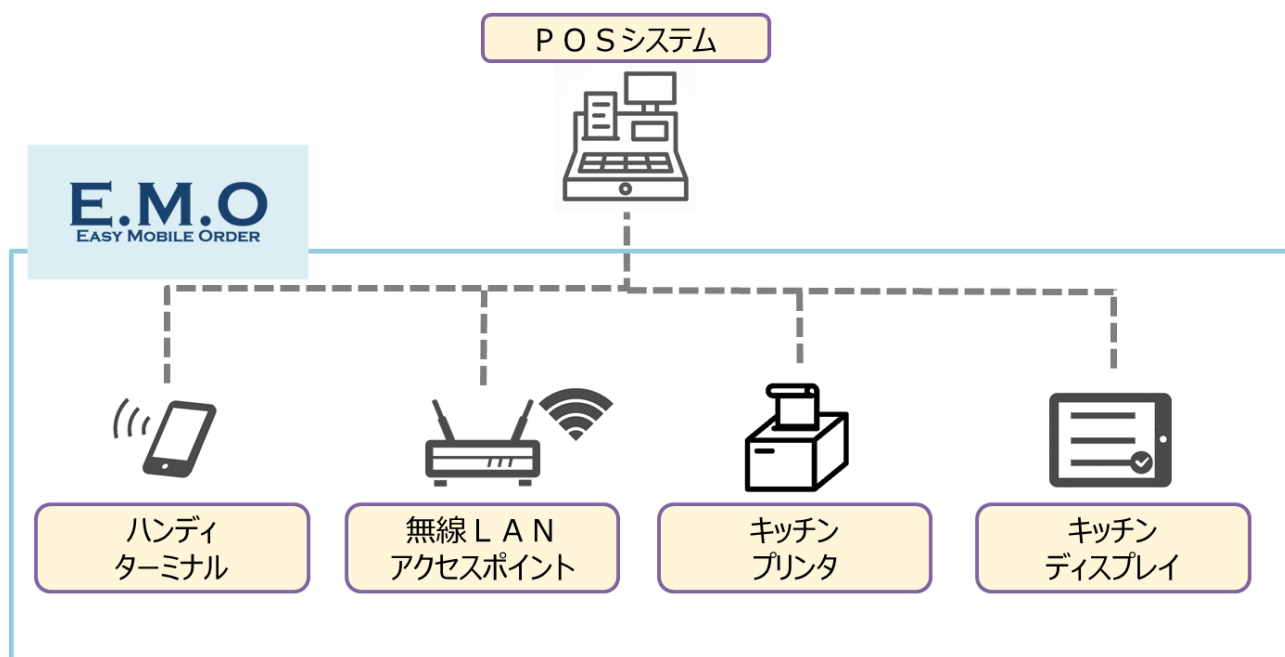 ＰＯＳシステム
E.M.O
EASY MOBILE ORDER
ハンディ
ターミナル
無線ＬＡＮ
アクセスポイント
キッチン
プリンタ
キッチン
ディスプレイ